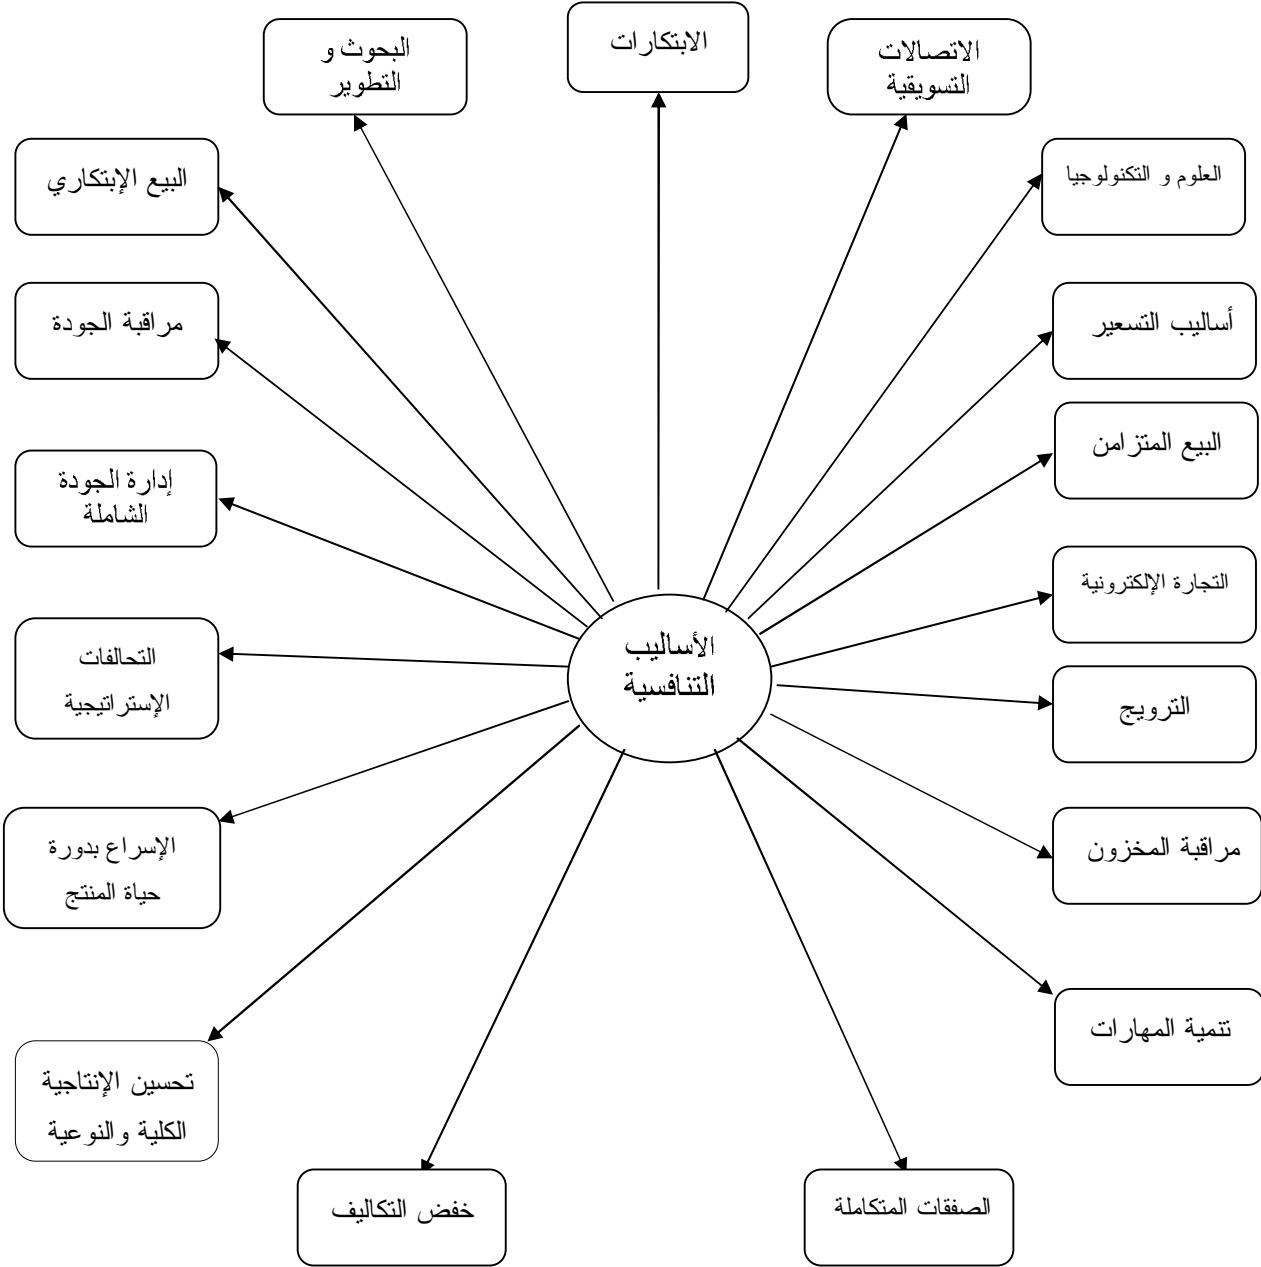 الابتكارات
الاتصالات
التسويقية
البحوث و
التطوير
العلوم و التكنولوجيا
البيع الإبتكاري
أساليب التسعير
مراقبة الجودة
البيع المتزامن
إدارة الجودة
الشاملة
التجارة الإلكترونية
الأساليب
التنافسية
التحالفات
الإستراتيجية
الترويج
مراقبة المخزون
الإسراع بدورة
حياة المنتج
تنمية المهارات
تحسين الإنتاجية
الكلية والنوعية
الصفقات المتكاملة
خفض التكاليف